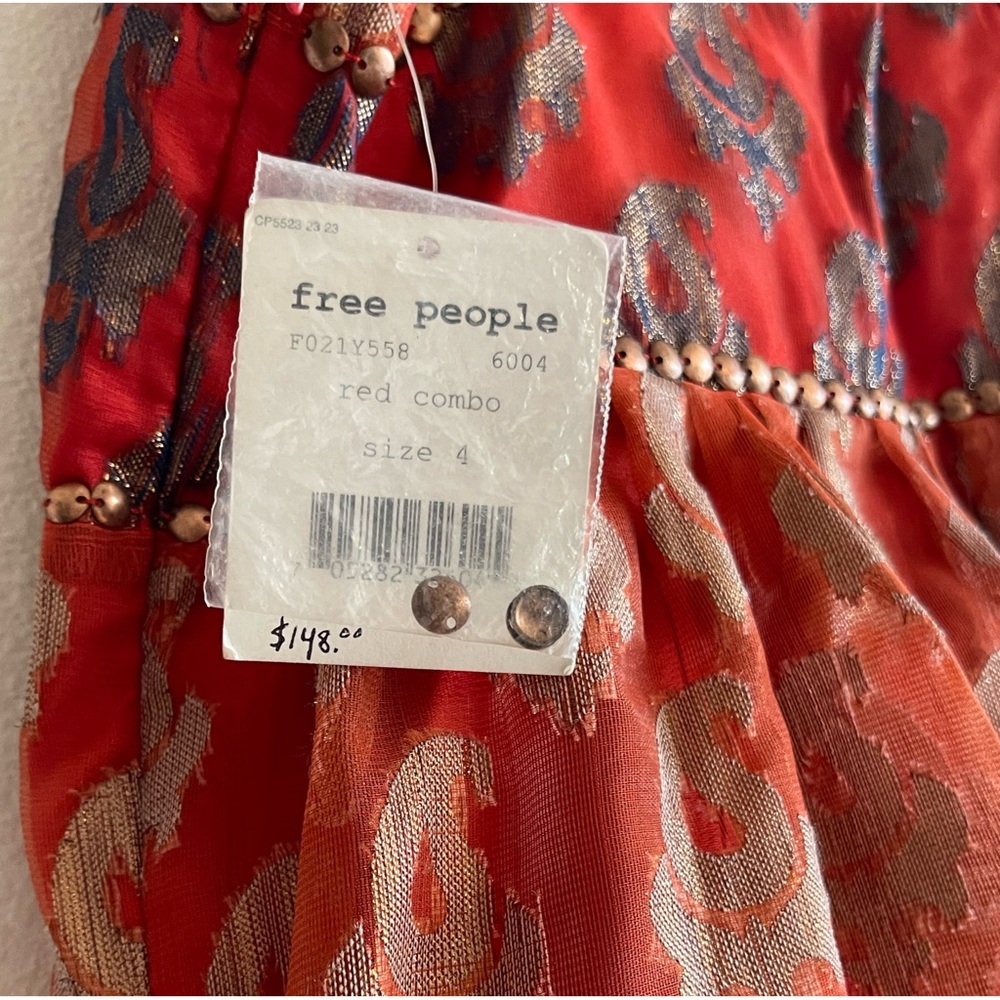 CP5523 23 23
free people
F021Y558 6004
red combo
size 4
$148.00